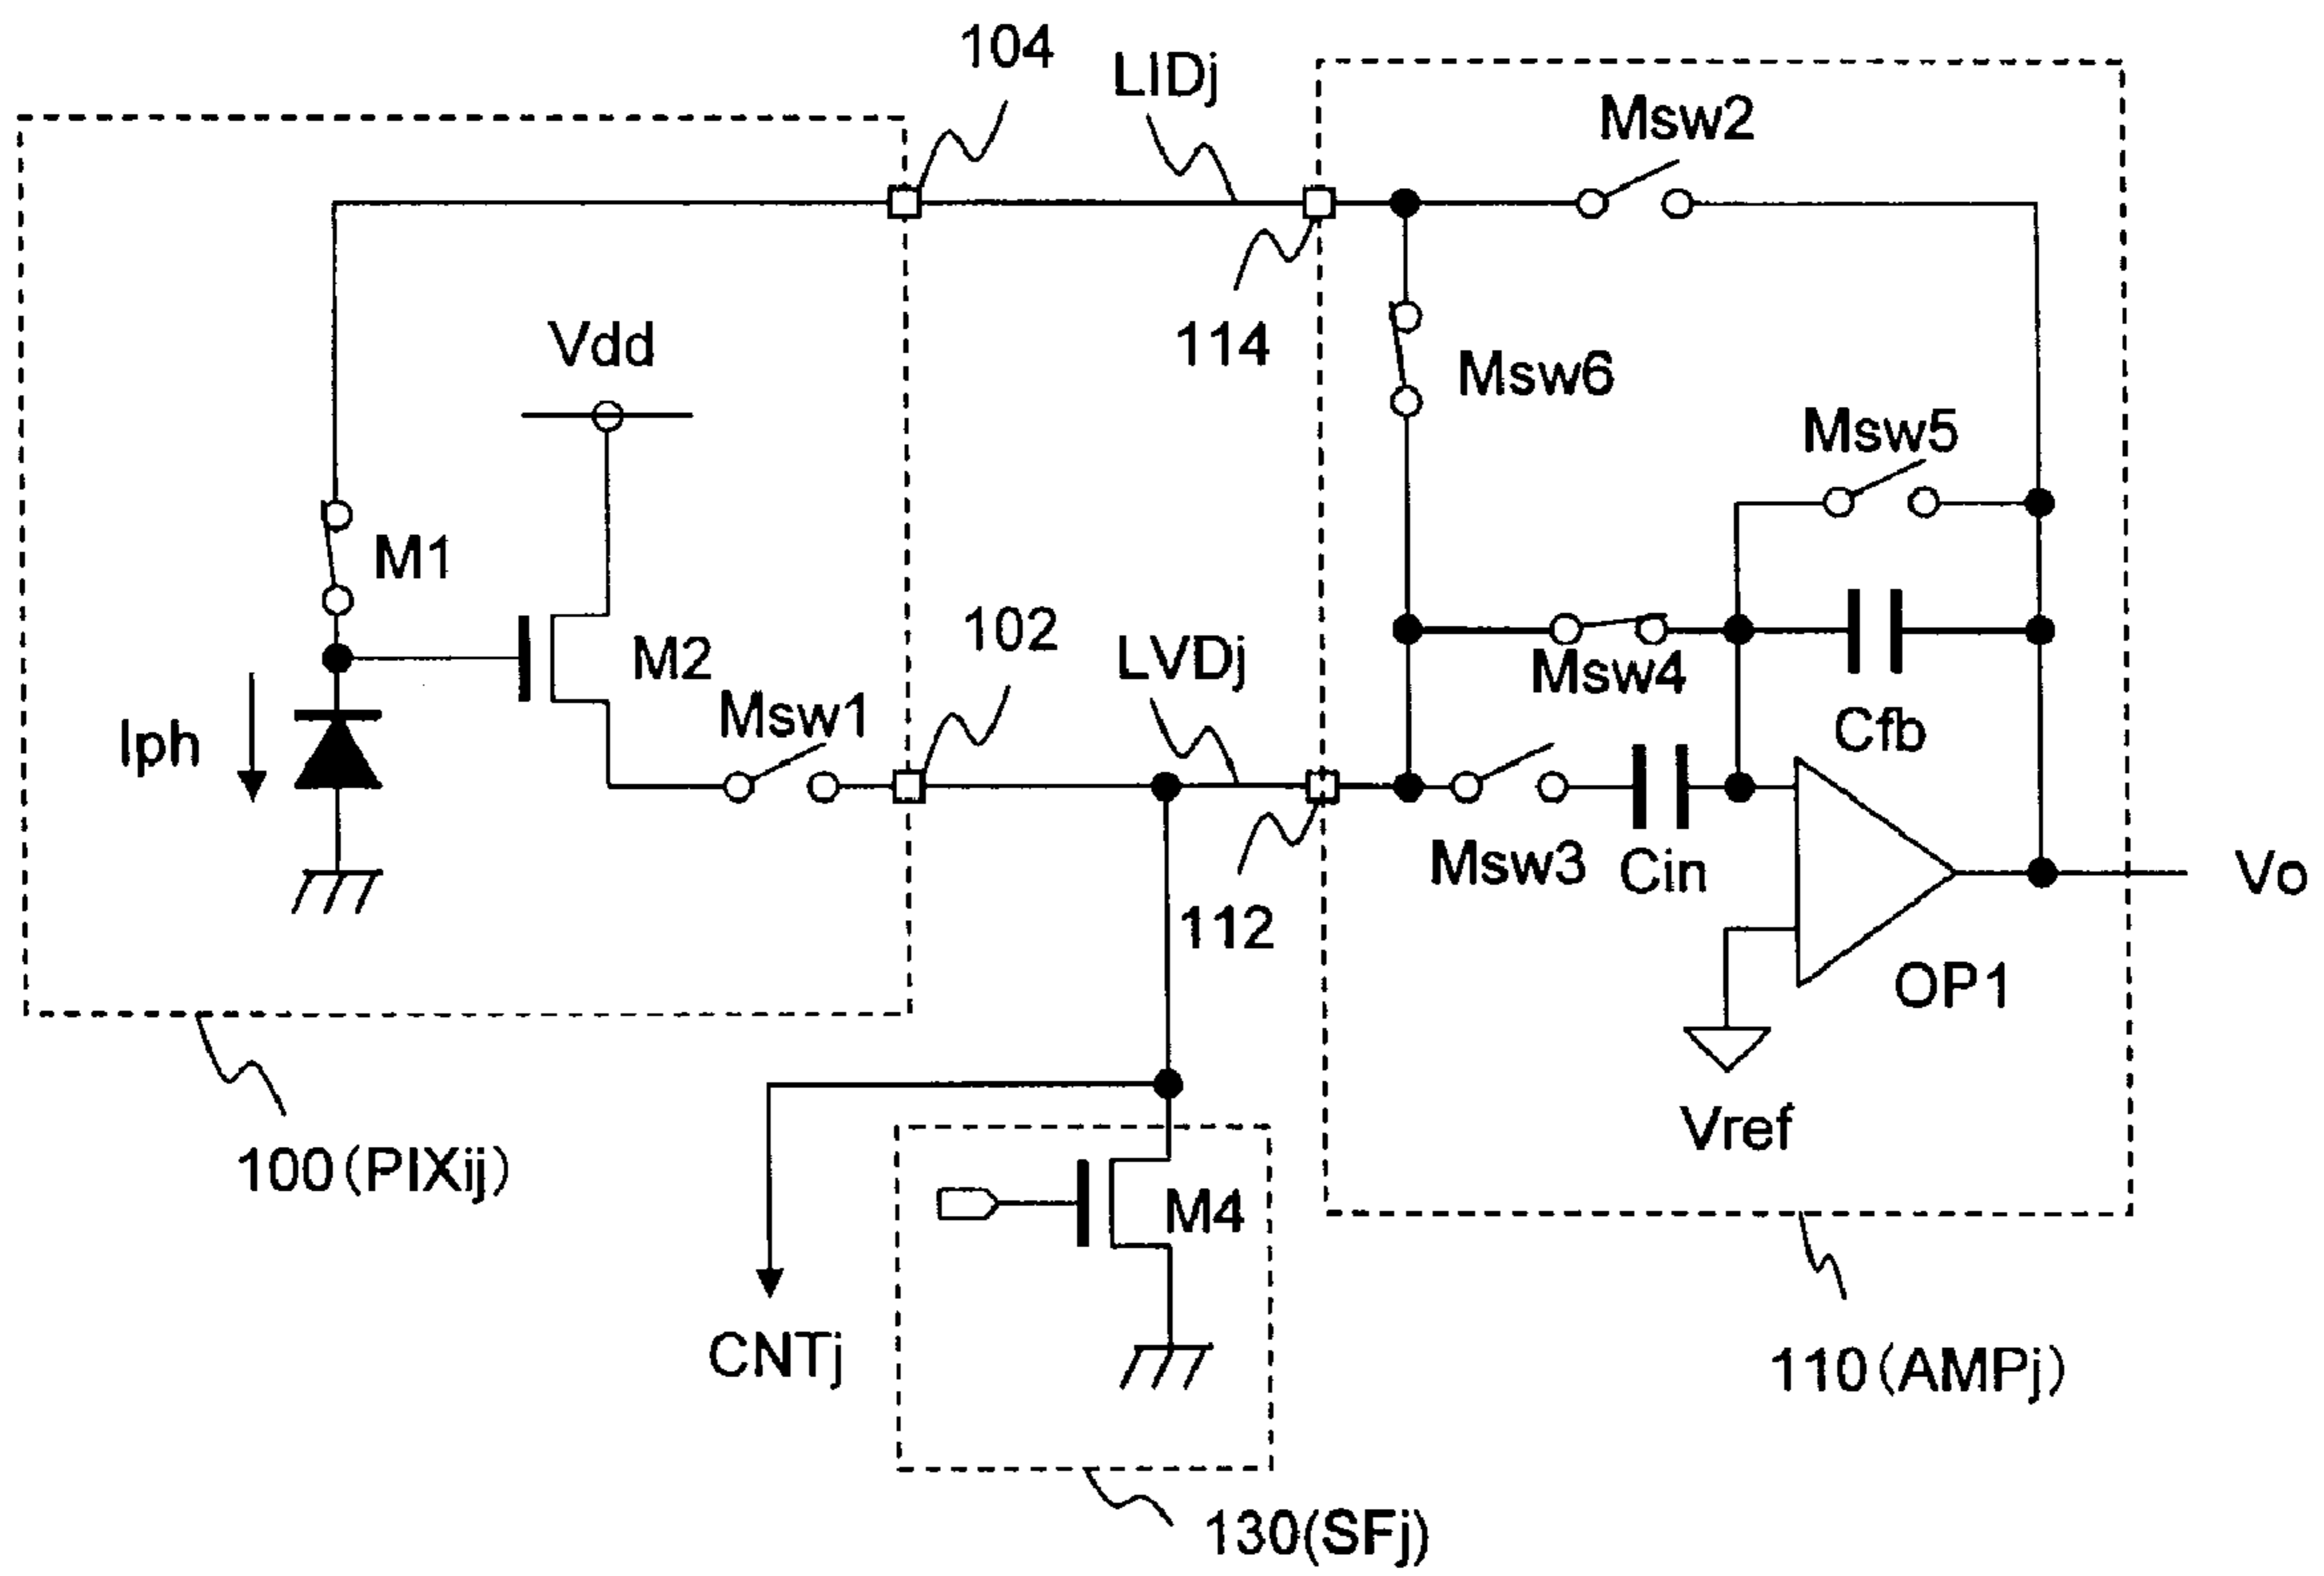 104
LIDj
Msw2
Vdd
114
Msw6
Msw5
M1
102
M2
LVDj
Msw4
Iph
Msw1
Cfb
Msw3
Cin
Vo
112
OP1
Vref
100(PIXij)
M4
CNTj
110(AMPj)
130(SFj)